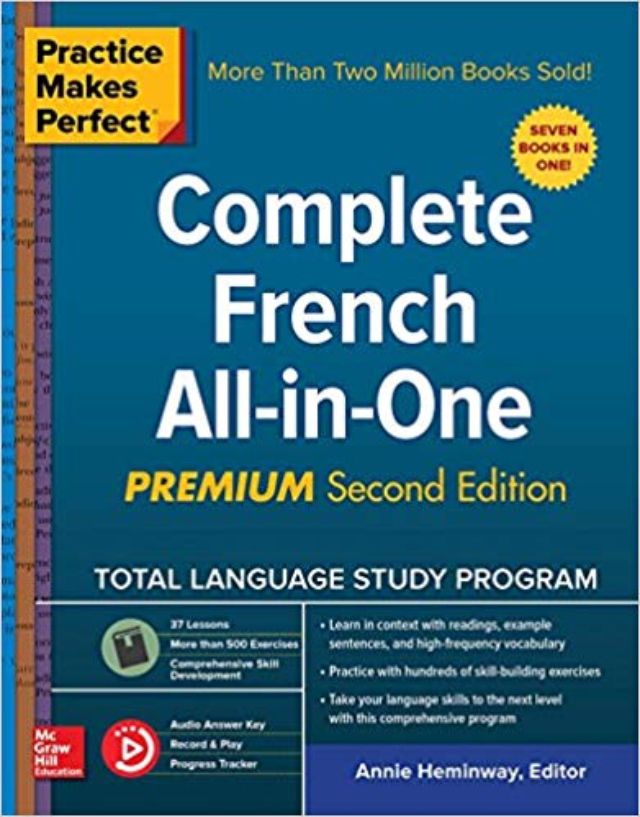 Practice
Makes
Perfect®
More Than Two Million Books Sold!
SEVEN
BOOKS IN
ONE!
Complete
French
All-in-One
PREMIUM Second Edition
TOTAL LANGUAGE STUDY PROGRAM
37 Lessons
More than 500 Exercises
Comprehensive Skill
Development
Audio Answer Key
Record & Play
Progress Tracker
• Learn in context with readings, example
sentences, and high-frequency vocabulary
• Practice with hundreds of skill-building exercises
• Take your language skills to the next level
with this comprehensive program
Mc
Graw
Hill
Education
Annie Heminway, Editor